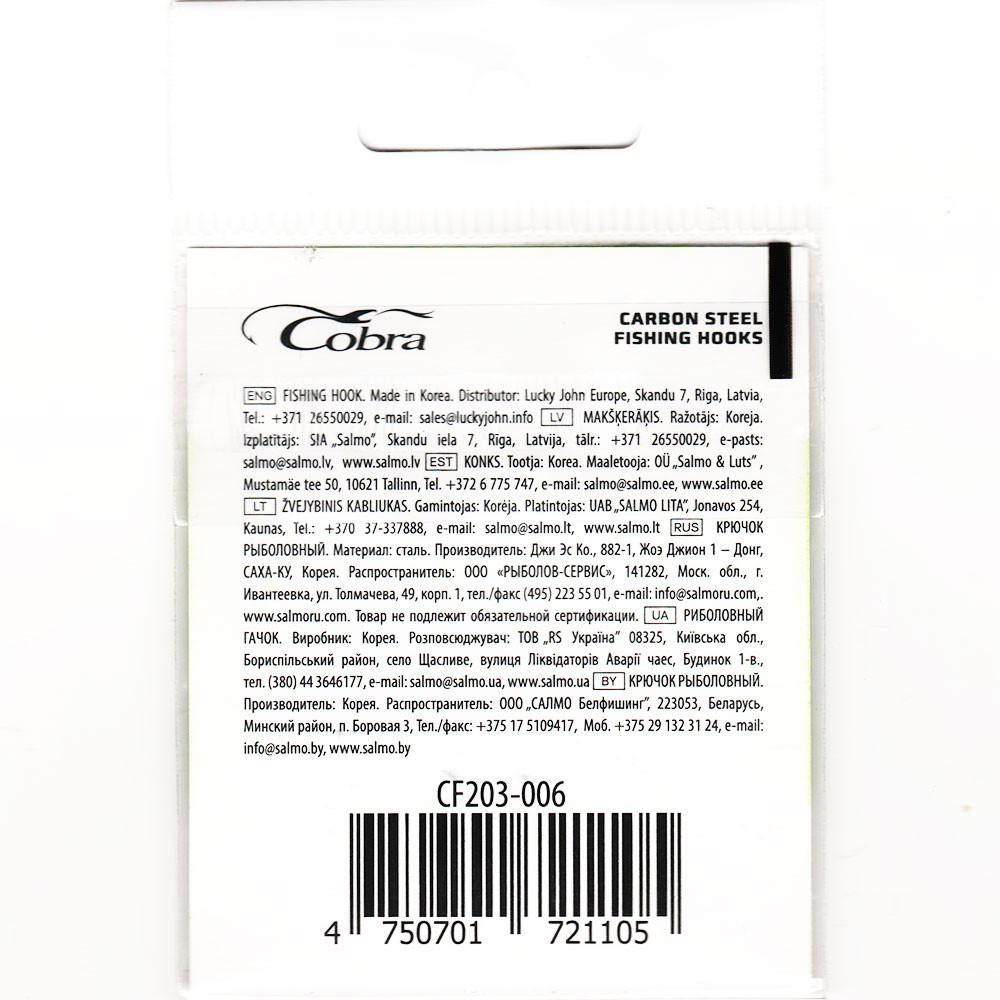 Cobra
CARBON STEEL
FISHING HOOKS
ENG FISHING HOOK. Made in Korea. Distributor: Lucky John Europe, Skandu 7, Riga, Latvia,
Tel.: +371 26550029, e-mail: sales@luckyjohn.info LV MAKŠĶERĀĶIS. Ražotājs: Koreja.
Izplatītājs: SIA „Salmo”, Skandu iela 7, Rīga, Latvija, tālr.: +371 26550029, e-pasts:
salmo@salmo.lv, www.salmo.lv EST KONKS. Tootja: Korea. Maaletooja: OÜ „Salmo & Luts” ,
Mustamäe tee 50, 10621 Tallinn, Tel. +372 6 775 747, e-mail: salmo@salmo.ee, www.salmo.ee
LT ŽVEJYBINIS KABLIUKAS. Gamintojas: Korėja. Platintojas: UAB „SALMO LITA”, Jonavos 254,
Kaunas, Tel.: +370 37-337888, e-mail: salmo@salmo.lt, www.salmo.lt RUS КРЮЧОК
РЫБОЛОВНЫЙ. Материал: сталь. Производитель: Джи Эс Ко., 882-1, Жоэ Джион 1 – Донг,
САХА-КУ, Корея. Распространитель: ООО «РЫБОЛОВ-СЕРВИС», 141282, Моск. обл., г.
Ивантеевка, ул. Толмачева, 49, корп. 1, тел./факс (495) 223 55 01, e-mail: info@salmoru.com,.
www.salmoru.com. Товар не подлежит обязательной сертификации. UA РИБОЛОВНЫЙ
ГАЧОК. Виробник: Корея. Розповсюджувач: ТОВ „RS Україна” 08325, Київська обл.,
Бориспільський район, село Щасливе, вулиця Ліквідаторів Аварії чаес, Будинок 1-в.,
тел. (380) 44 3646177, e-mail: salmo@salmo.ua, www.salmo.ua BY КРЮЧОК РЫБОЛОВНЫЙ.
Производитель: Корея. Распространитель: ООО „САЛМО Белфишинг”, 223053, Беларусь,
Минский район, п. Боровая 3, Тел./факс: +375 17 5109417, Моб. +375 29 132 31 24, e-mail:
info@salmo.by, www.salmo.by
CF203-006
4 750701 721105